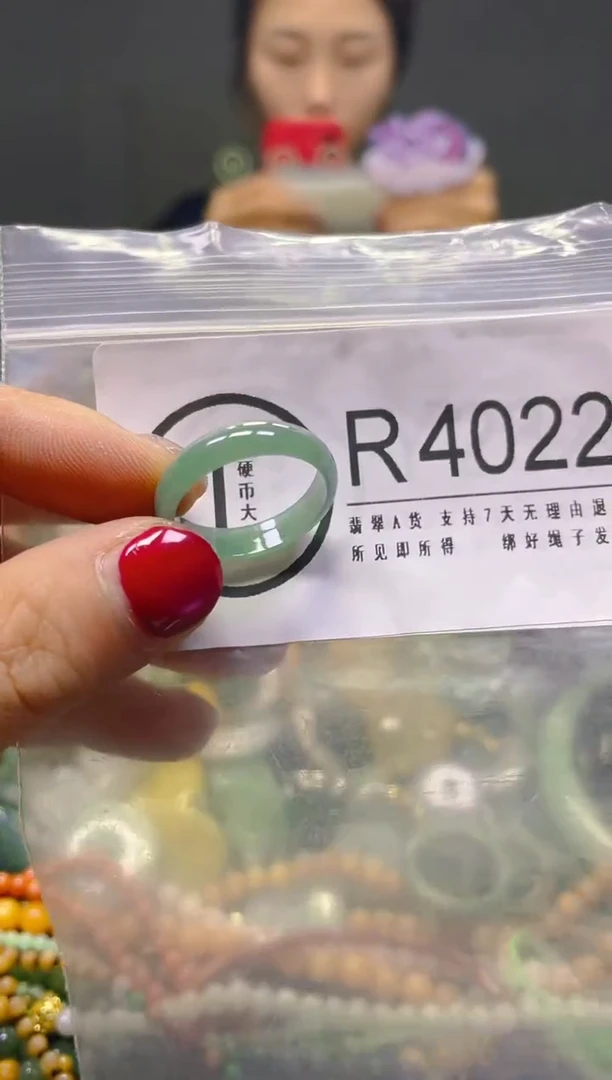 硬
币
大
R4022
翡翠A货 支持7天无理由退
所见即所得 绑好绳子发